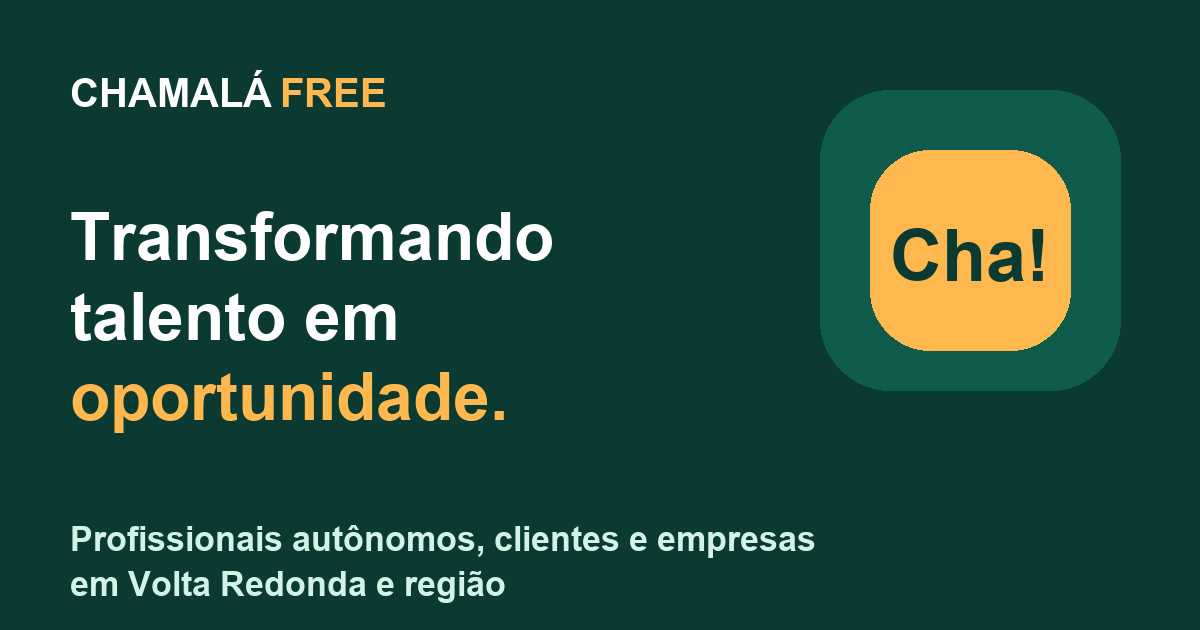 CHAMALÁ FREE
Transformando
talento em
oportunidade.
Cha!
Profissionais autônomos, clientes e empresas
em Volta Redonda e região